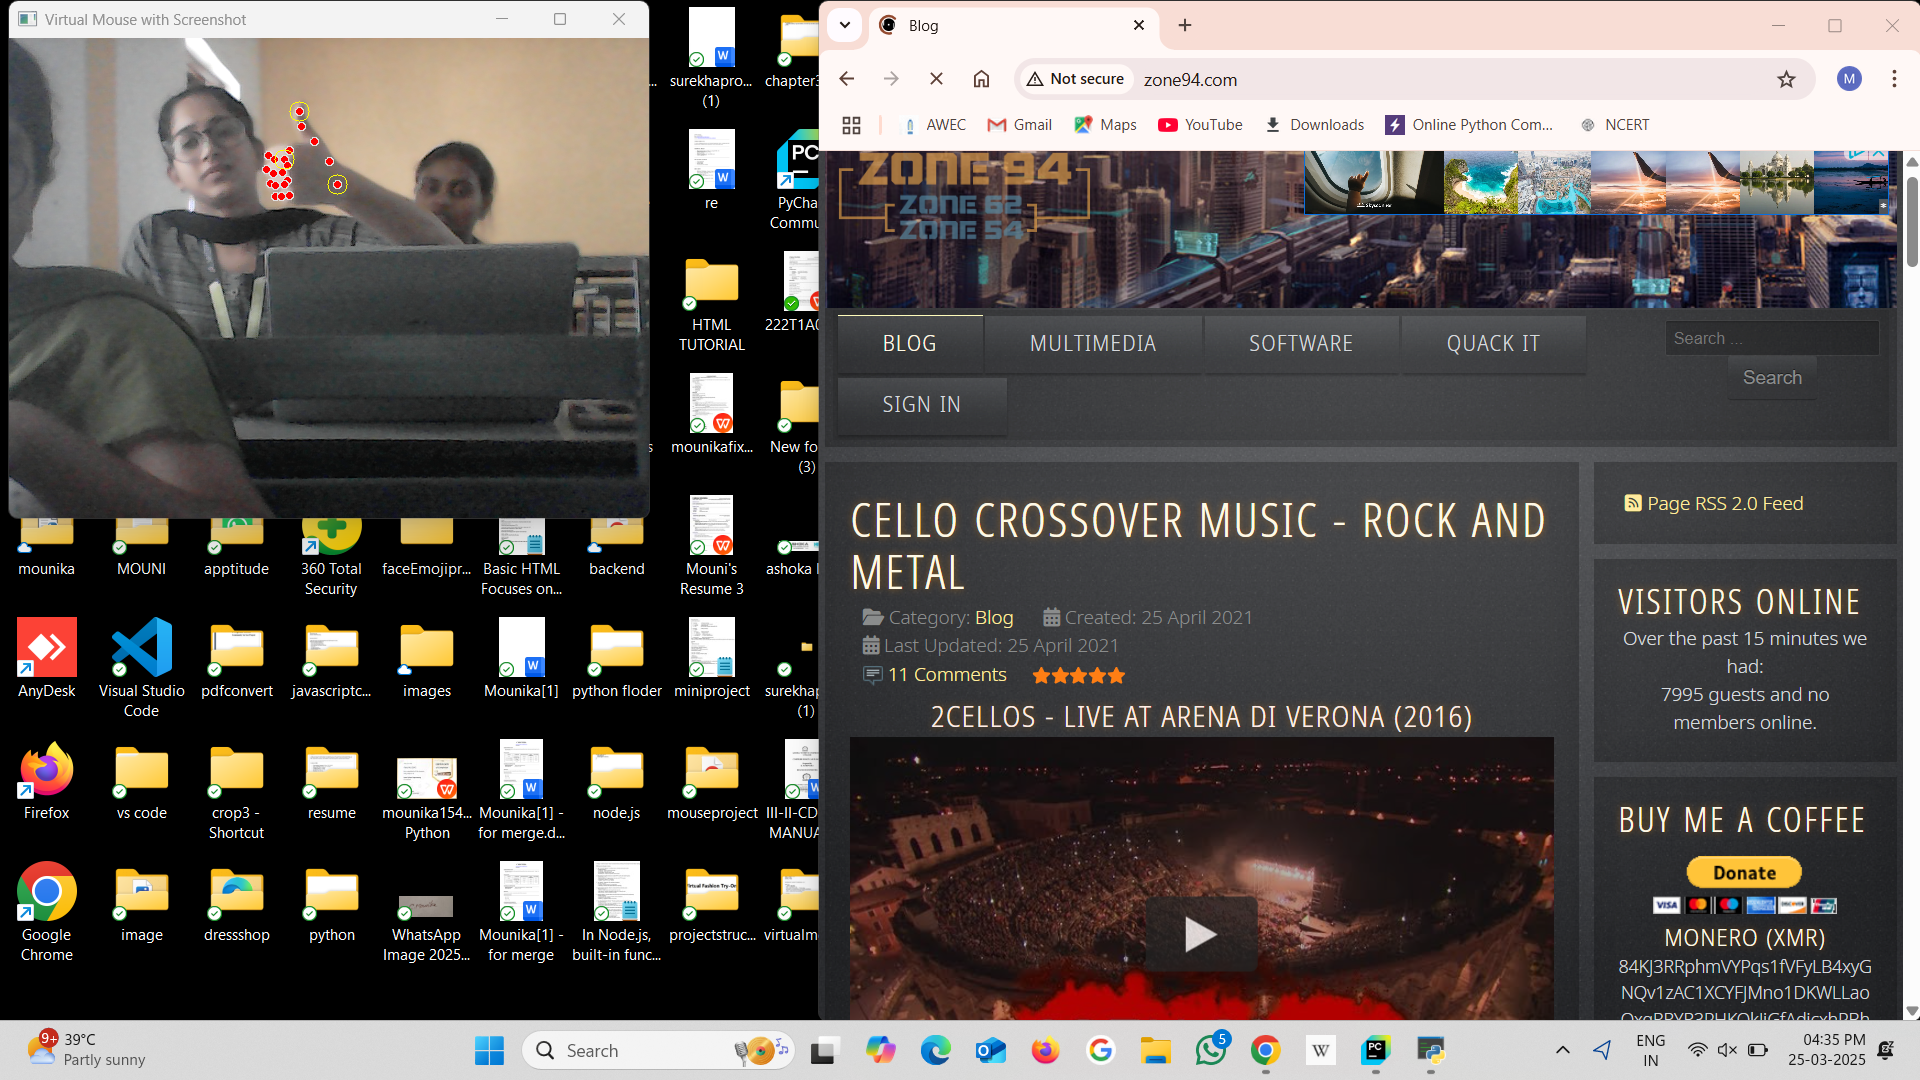 Virtual Mouse with Screenshot
surekhapro...
(1)
chapter3
re
PyCha
Commu
HTML
TUTORIAL
222T1A0
mounikafix...
New fo
(3)
mounika
MOUNI
apptitude
360 Total
Security
faceEmojipr...
Basic HTML
Focuses on...
backend
Mouni's
Resume 3
ashoka
AnyDesk
Visual Studio
Code
pdfconvert
javascriptc...
images
Mounika[1]
python floder
miniproject
surekhap
(1)
Firefox
vs code
crop3 -
Shortcut
resume
mounika154...
Python
Mounika[1] -
for merge.d...
node.js
mouseproject
III-II-CD
MANUA
Google
Chrome
image
dressshop
python
WhatsApp
Image 2025...
Mounika[1] -
for merge
In Node.js,
built-in func...
projectstruc...
virtualm
Blog
Not secure
zone94.com
M
AWEC
Gmail
Maps
YouTube
Downloads
Online Python Com...
NCERT
ZONE 94
ZONE 62
ZONE 54
BLOG
MULTIMEDIA
SOFTWARE
QUACK IT
Search ...
Search
SIGN IN
CELLO CROSSOVER MUSIC - ROCK AND
METAL
Category: Blog
Created: 25 April 2021
Last Updated: 25 April 2021
11 Comments
2CELLOS - LIVE AT ARENA DI VERONA (2016)
Page RSS 2.0 Feed
VISITORS ONLINE
Over the past 15 minutes we
had:
7995 guests and no
members online.
BUY ME A COFFEE
Donate
VISA
MONERO (XMR)
84KJ3RRphmVYPqs1fVFyLB4xyG
NQv1zAC1XCYFJMno1DKWLLao
9+
39°C
Partly sunny
Search
5
ENG
IN
04:35 PM
25-03-2025